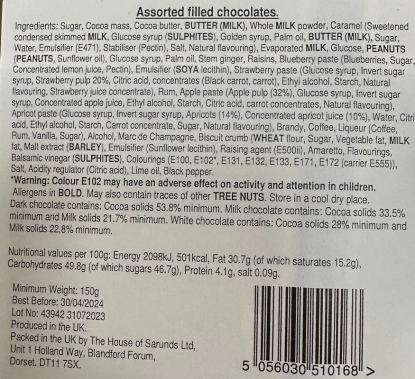 Assorted filled chocolates.
Ingredients: Sugar, Cocoa mass, Cocoa butter, BUTTER (MILK), Whole MILK powder, Caramel (Sweetened
condensed skimmed MILK, Glucose syrup (SULPHITES), Golden syrup, Palm oil, BUTTER (MILK), Sugar,
Water, Emulsifier (E471), Stabiliser (Pectin), Salt, Natural flavouring), Evaporated MILK, Glucose, PEANUTS
(PEANUTS, Sunflower oil), Glucose syrup, Palm oil, Stem ginger, Raisins, Blueberry paste (Blueberries, Sugar,
Concentrated lemon juice, Pectin), Emulsifier (SOYA lecithin), Strawberry paste (Glucose syrup, Invert sugar
syrup, Strawberry pulp 20%, Citric acid, concentrates (Black carrot, carrot), Ethyl alcohol, Starch, Natural
flavouring, Strawberry juice concentrate), Rum, Apple paste (Apple pulp (32%), Glucose syrup, Invert sugar
syrup, Concentrated apple juice, Ethyl alcohol, Starch, Citric acid, carrot concentrates, Natural flavouring),
Apricot paste (Glucose syrup, Invert sugar syrup, Apricots (14%), Concentrated apricot juice (10%), Water, Citri
acid, Ethyl alcohol, Starch, Carrot concentrate, Sugar, Natural flavouring), Brandy, Coffee, Liqueur (Coffee,
Rum, Vanilla, Sugar), Alcohol, Marc de Champagne, Biscuit crumb (WHEAT flour, Sugar, Vegetable fat, MILK
fat, Malt extract (BARLEY), Emulsifier (Sunflower lecithin), Raising agent (E500ii), Amaretto, Flavourings,
Balsamic vinegar (SULPHITES), Colourings (E100, E102*, E131, E132, E133, E171, E172 (carrier E555)),
Salt, Acidity regulator (Citric acid), Lime oil, Black pepper.
*Warning: Colour E102 may have an adverse effect on activity and attention in children.
Allergens in BOLD. May also contain traces of other TREE NUTS. Store in a cool dry place.
Dark chocolate contains: Cocoa solids 53.8% minimum. Milk chocolate contains: Cocoa solids 33.5%
minimum and Milk solids 21.7% minimum. White chocolate contains: Cocoa solids 28% minimum and
Milk solids 22.8% minimum.
Nutritional values per 100g: Energy 2098kJ, 501kcal, Fat 30.7g (of which saturates 15.2g),
Carbohydrates 49.8g (of which sugars 46.7g), Protein 4.1g, salt 0.09g.
Minimum Weight: 150g
Best Before: 30/04/2024
Lot No: 43942 31072023
Produced in the UK.
Packed in the UK by The House of Sarunds Ltd,
Unit 1 Holland Way, Blandford Forum,
Dorset. DT11 7SX.
5 056030 510168 >